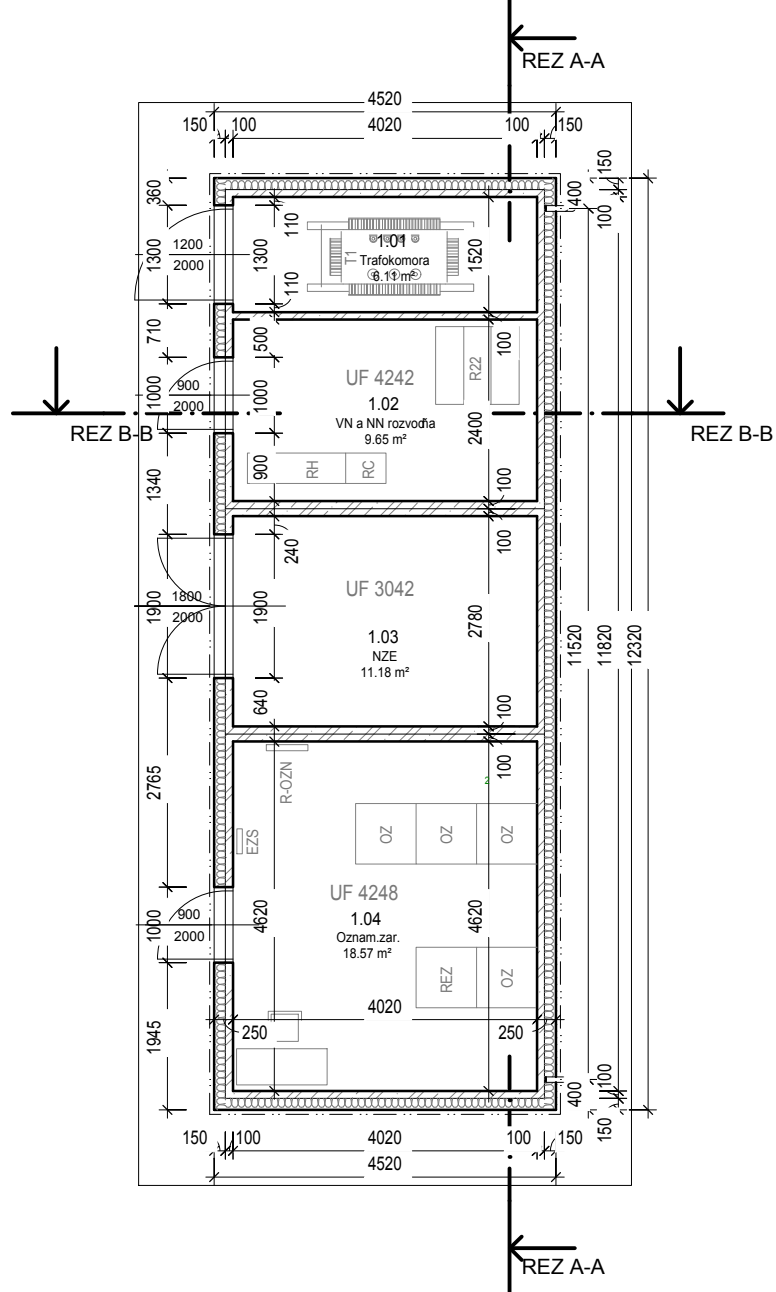 REZ A-A
4520
150
100
4020
100
150
360
1300
1200
2000
1300
110
110
1.01
Trafokomora
6.11 m²
T1
1520
150
400
100
710
500
UF 4242
1.02
VN a NN rozvodňa
9.65 m²
R22
100
1000
900
2000
1000
2400
REZ B-B
REZ B-B
1340
900
RH
RC
100
240
100
UF 3042
1.03
NZE
11.18 m²
1900
1800
2000
1900
2780
11520
11820
12320
640
100
100
2765
R-OZN
EZS
2
OZ
OZ
OZ
UF 4248
1.04
Oznam.zar.
18.57 m²
4620
4620
1000
900
2000
REZ
OZ
1945
4020
250
250
400
100
150
150
100
4020
100
150
4520
REZ A-A